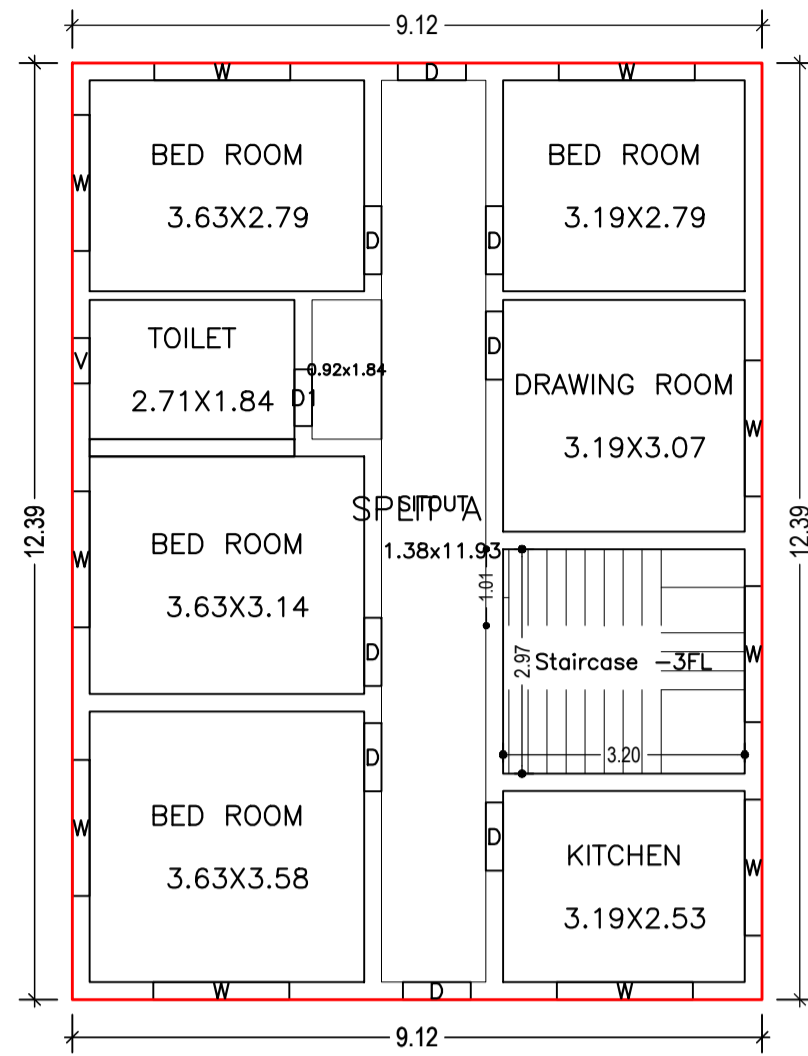 9.12
W
D
W
BED ROOM
3.63X2.79
BED ROOM
3.19X2.79
W
D
D
12.39
12.39
TOILET
2.71X1.84
V
D1
0.92x1.84
D
DRAWING ROOM
3.19X3.07
W
SPLIT A
SITOUT
1.38x11.93
BED ROOM
3.63X3.14
W
D
1.01
2.97
Staircase -3FL
3.20
W
BED ROOM
3.63X3.58
W
D
D
KITCHEN
3.19X2.53
W
W
D
W
9.12